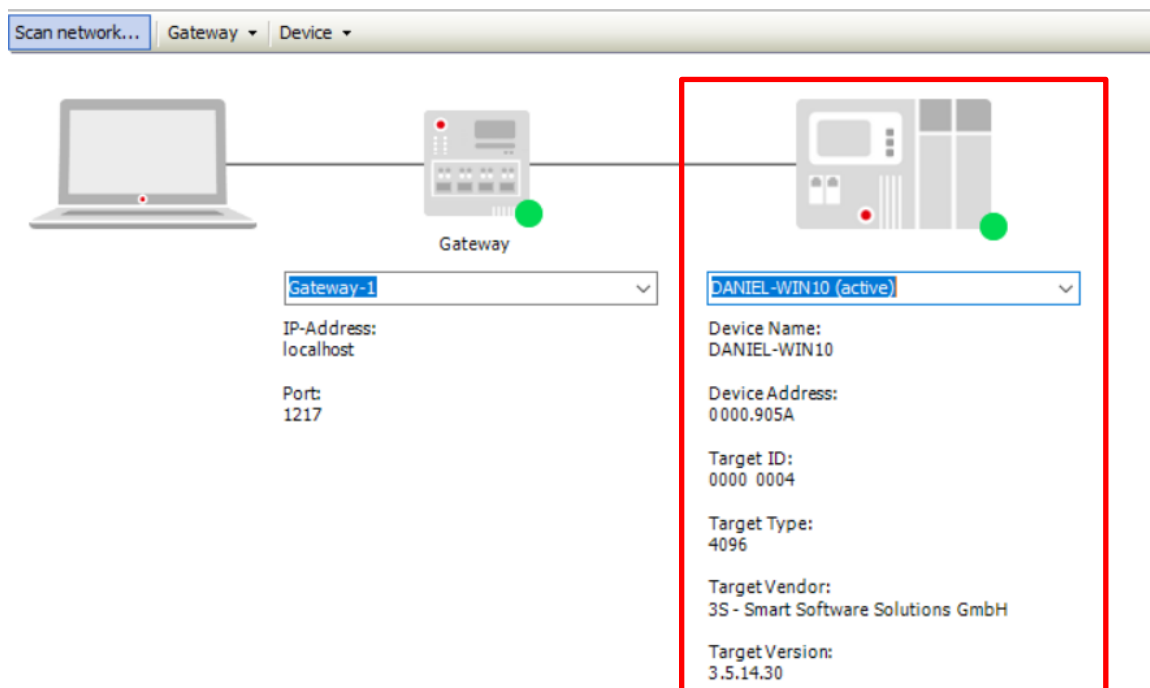 Scan network... Gateway Device
Gateway
Gateway-1
IP-Address:
localhost
Port:
1217
DANIEL-WIN10 (active)
Device Name:
DANIEL-WIN10
Device Address:
0000.905A
Target ID:
0000 0004
Target Type:
4096
Target Vendor:
3S - Smart Software Solutions GmbH
Target Version:
3.5.14.30